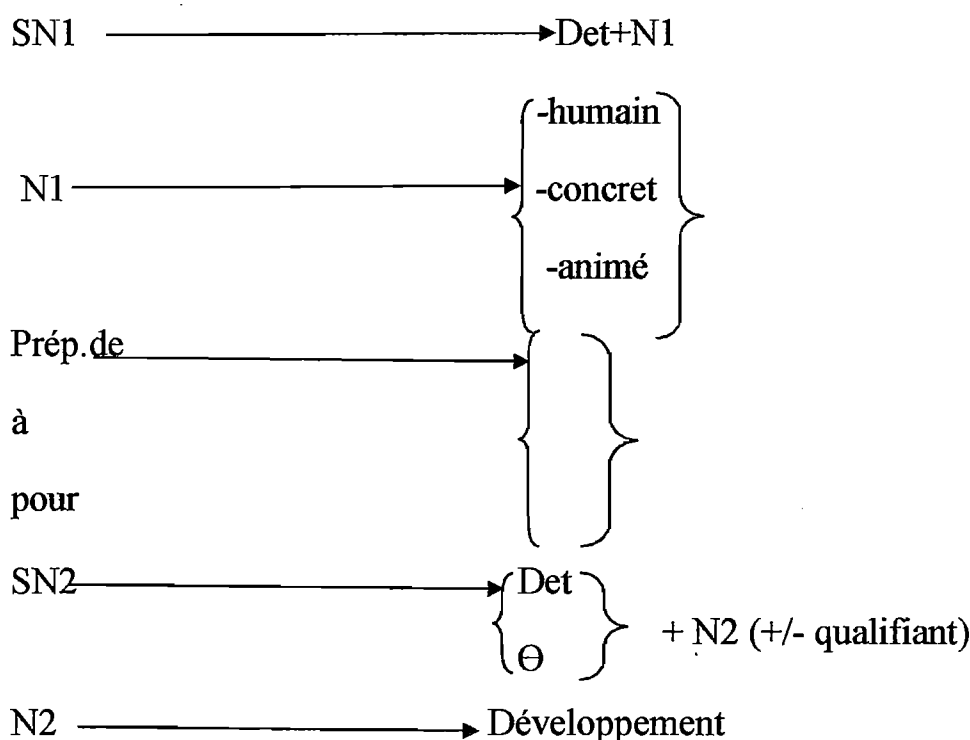 SN1 Det+N1
-humain
N1 -concret
-animé
Prép.de
à
pour
SN2 Det
+ N2 (+/- qualifiant)
Ө
N2 Développement